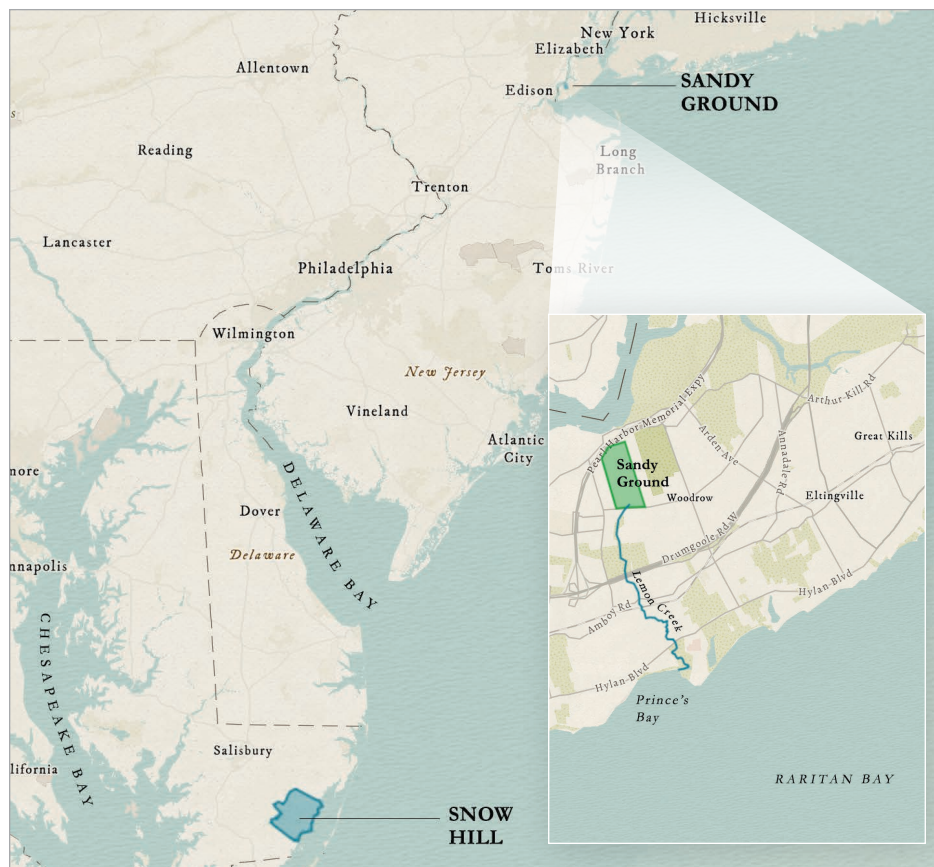 Hicksville
New York
Elizabeth
Allentown
SANDY
GROUND
Edison
s
Reading
Long
Branch
Trenton
Lancaster
Philadelphia
Toms River
Wilmington
New Jersey
Vineland
Atlantic
City
more
DELAWARE BAY
Dover
Delaware
nnapolis
CHESAPEAKE BAY
Salisbury
lifornia
SNOW
HILL
Pearl Harbor Memorial Expy
Arthur Kill Rd
Arden Ave
Annadale Rd
Great Kills
Sandy
Ground
Woodrow
Eltingville
Drumgoole Rd W
Lemon Creek
Hylan Blvd
Amboy Rd
Hylan Blvd
Prince's
Bay
RARITAN BAY